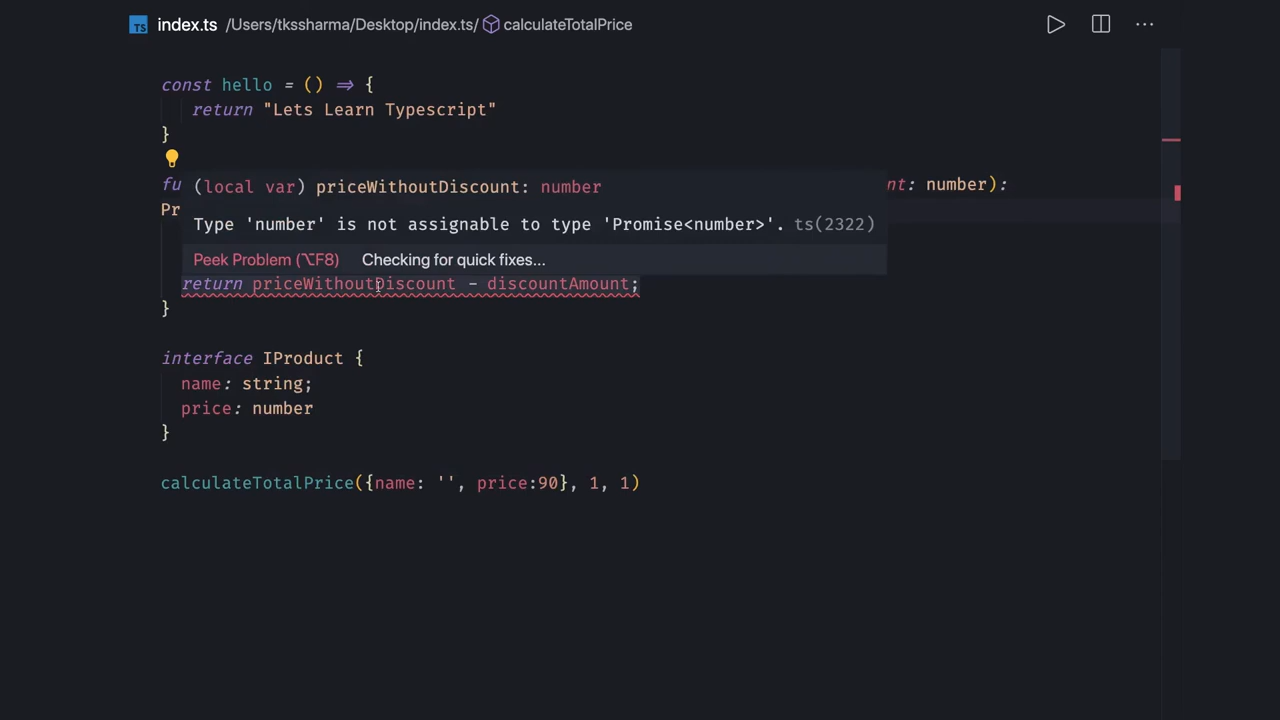 TS index.ts /Users/tkssharma/Desktop/index.ts/ calculateTotalPrice ...
const hello = () => {
return "Lets Learn Typescript"
}
fu nt: number):
Pr
(local var) priceWithoutDiscount: number
Type 'number' is not assignable to type 'Promise<number>'. ts(2322)
Peek Problem (⌥F8) Checking for quick fixes...
return priceWithoutDiscount - discountAmount;
}
interface IProduct {
name: string;
price: number
}
calculateTotalPrice({name: '', price:90}, 1, 1)